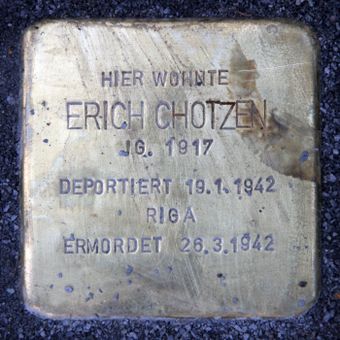 HIER WOHNTE
ERICH CHOTZEN
JG. 1917
DEPORTIERT 19.1.1942
RIGA
ERMORDET 26.3.1942